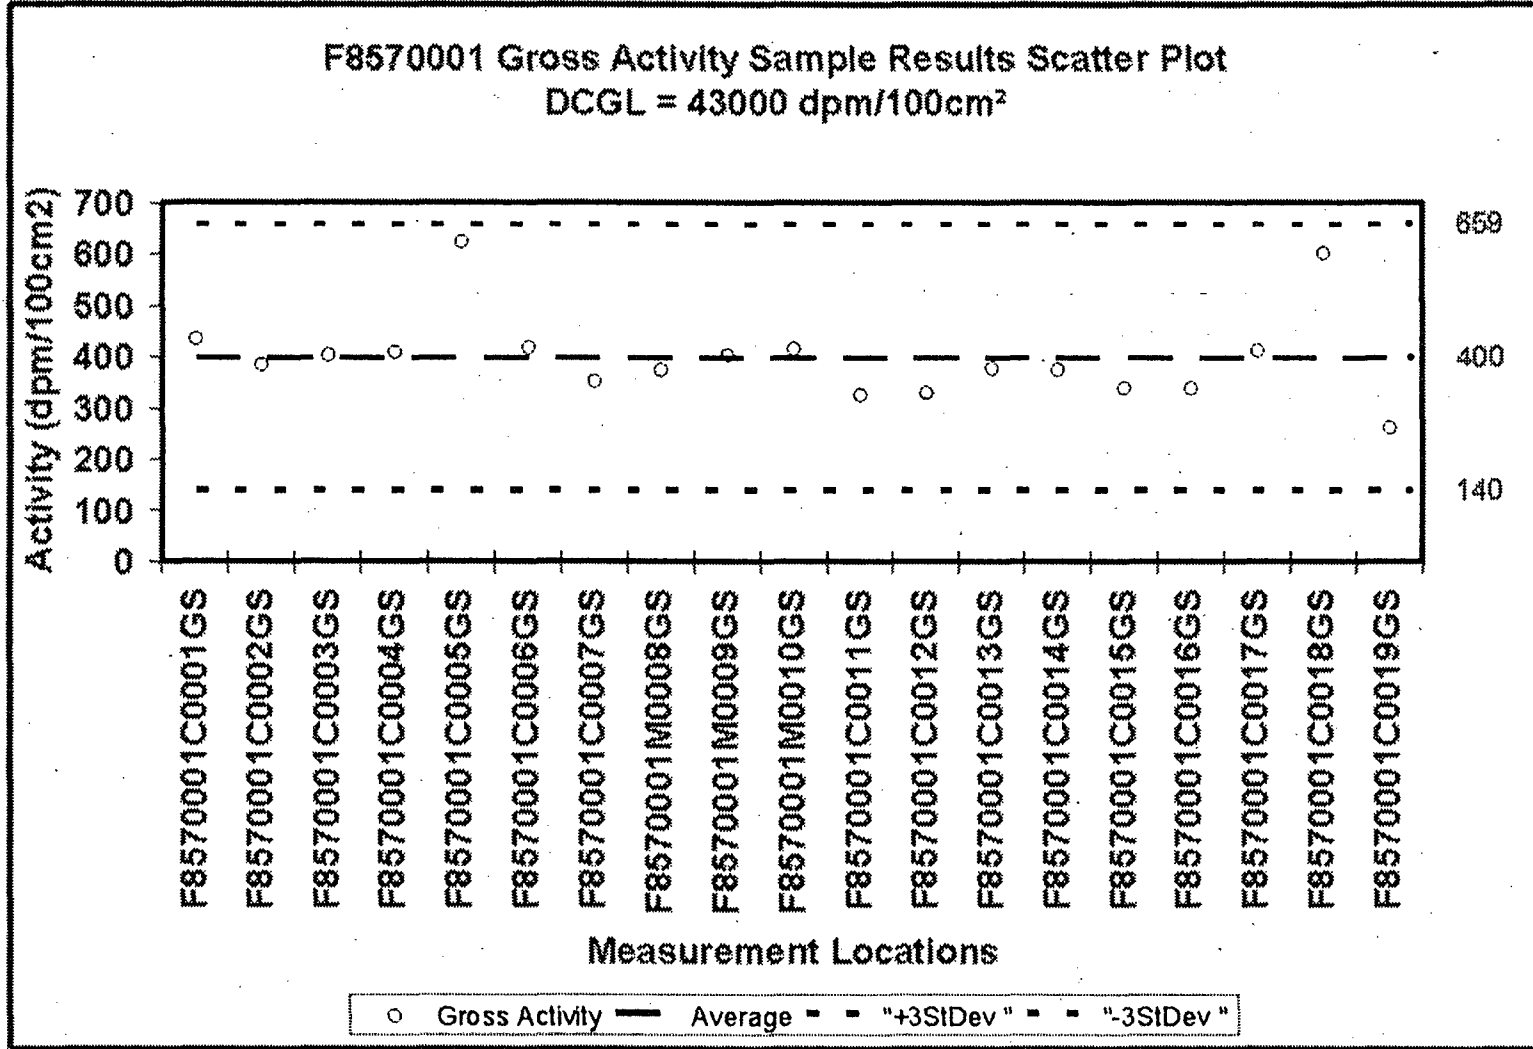 F8570001 Gross Activity Sample Results Scatter Plot
DCGL = 43000 dpm/100cm²
Activity (dpm/100cm2)
700
600
500
400
300
200
100
0
659
400
140
F8570001C0001GS
F8570001C0002GS
F8570001C0003GS
F8570001C0004GS
F8570001C0005GS
F8570001C0006GS
F8570001C0007GS
F8570001M0008GS
F8570001M0009GS
F8570001M0010GS
F8570001C0011GS
F8570001C0012GS
F8570001C0013GS
F8570001C0014GS
F8570001C0015GS
F8570001C0016GS
F8570001C0017GS
F8570001C0018GS
F8570001C0019GS
Measurement Locations
Gross Activity Average "+3StDev " "-3StDev "